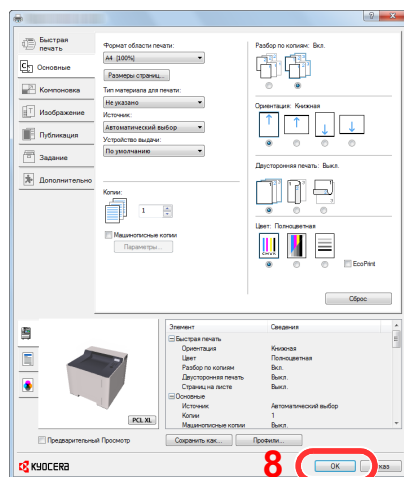 Быстрая печать
Основные
Компоновка
Изображение
Публикация
Задание
Дополнительно
Формат области печати:
A4 [100%]
Размеры страниц...
Тип материала для печати:
Не указано
Источник:
Автоматический выбор
Устройство выдачи:
По умолчанию
Копии:
1
Машинописные копии
Параметры...
Разбор по копиям: Вкл.
Ориентация: Книжная
Двусторонняя печать: Выкл.
Цвет: Полноцветная
EcoPrint
Сброс
PCL XL
Предварительный Просмотр
Элемент Сведения
Быстрая печать
Ориентация Книжная
Цвет Полноцветная
Разбор по копиям Вкл.
Двусторонняя печать Выкл.
Страниц на листе Выкл.
Основные
Источник Автоматический выбор
Копии 1
Машинописные копии Выкл.
Сохранить как...
Профили...
KYOCERA
8
OK
каз